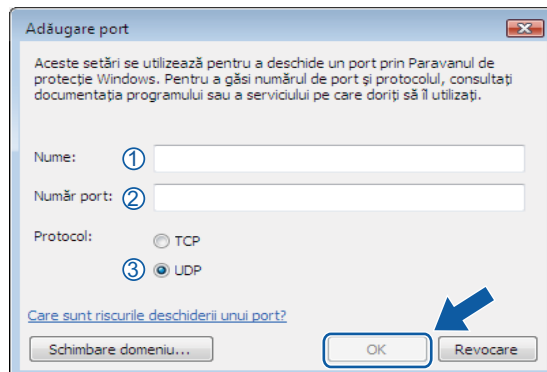 Adăugare port
Aceste setări se utilizează pentru a deschide un port prin Paravanul de
protecție Windows. Pentru a găsi numărul de port și protocolul, consultați
documentația programului sau a serviciului pe care doriți să îl utilizați.
Nume: ①
Număr port: ②
Protocol: TCP
③ UDP
Care sunt riscurile deschiderii unui port?
Schimbare domeniu... OK Revocare